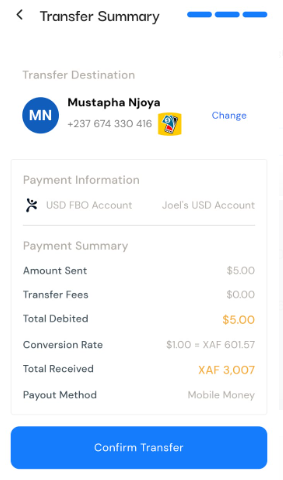 Transfer Summary
Transfer Destination
MN
Mustapha Njoya
+237 674 330 416
Change
Payment Information
USD FBO Account Joel's USD Account
Payment Summary
Amount Sent $5.00
Transfer Fees $0.00
Total Debited $5.00
Conversion Rate $1.00 = XAF 601.57
Total Received XAF 3,007
Payout Method Mobile Money
Confirm Transfer